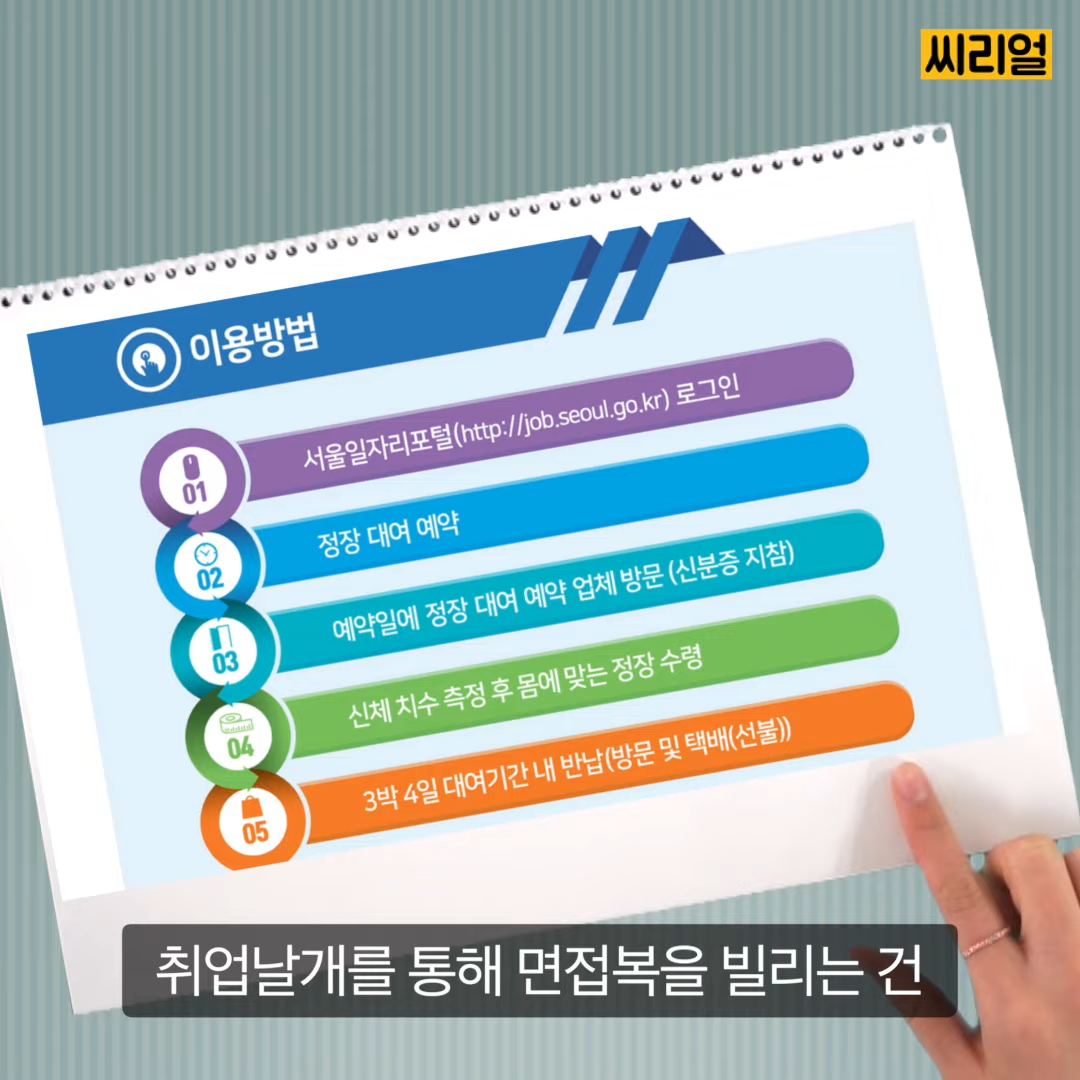 씨리얼
이용방법
01
서울일자리포털(http://job.seoul.go.kr) 로그인
02
정장 대여 예약
03
예약일에 정장 대여 예약 업체 방문 (신분증 지참)
04
신체 치수 측정 후 몸에 맞는 정장 수령
05
3박 4일 대여기간 내 반납(방문 및 택배(선불))
취업날개를 통해 면접복을 빌리는 건